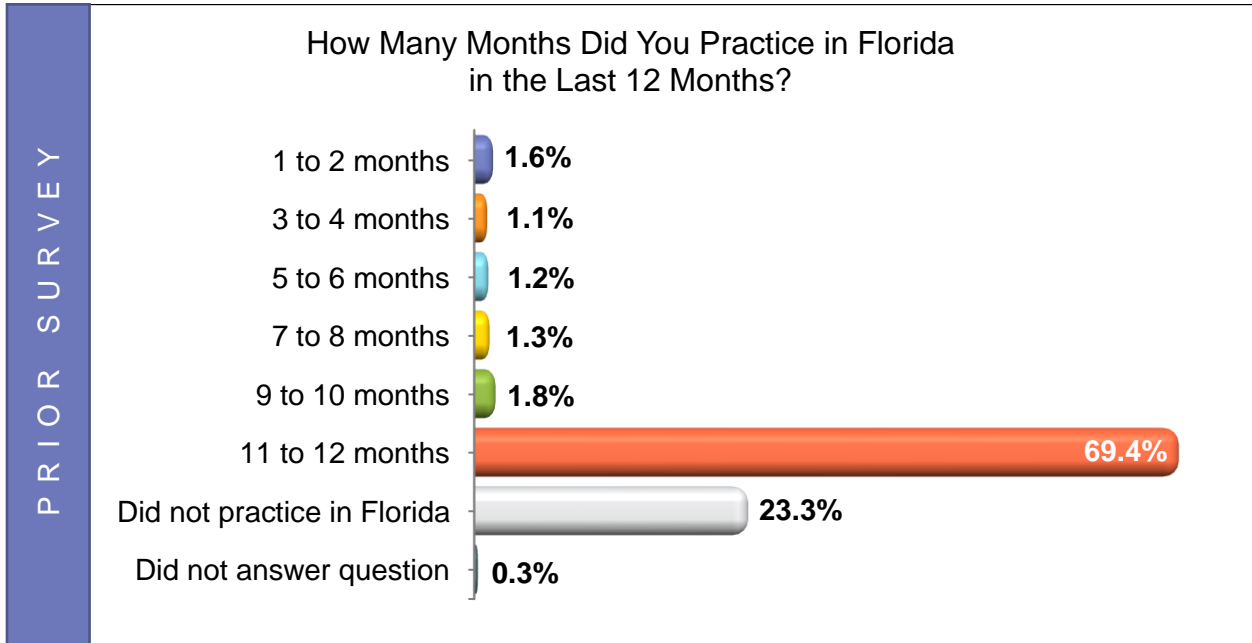 PRIOR SURVEY
How Many Months Did You Practice in Florida
in the Last 12 Months?
1 to 2 months 1.6%
3 to 4 months 1.1%
5 to 6 months 1.2%
7 to 8 months 1.3%
9 to 10 months 1.8%
11 to 12 months 69.4%
Did not practice in Florida 23.3%
Did not answer question 0.3%